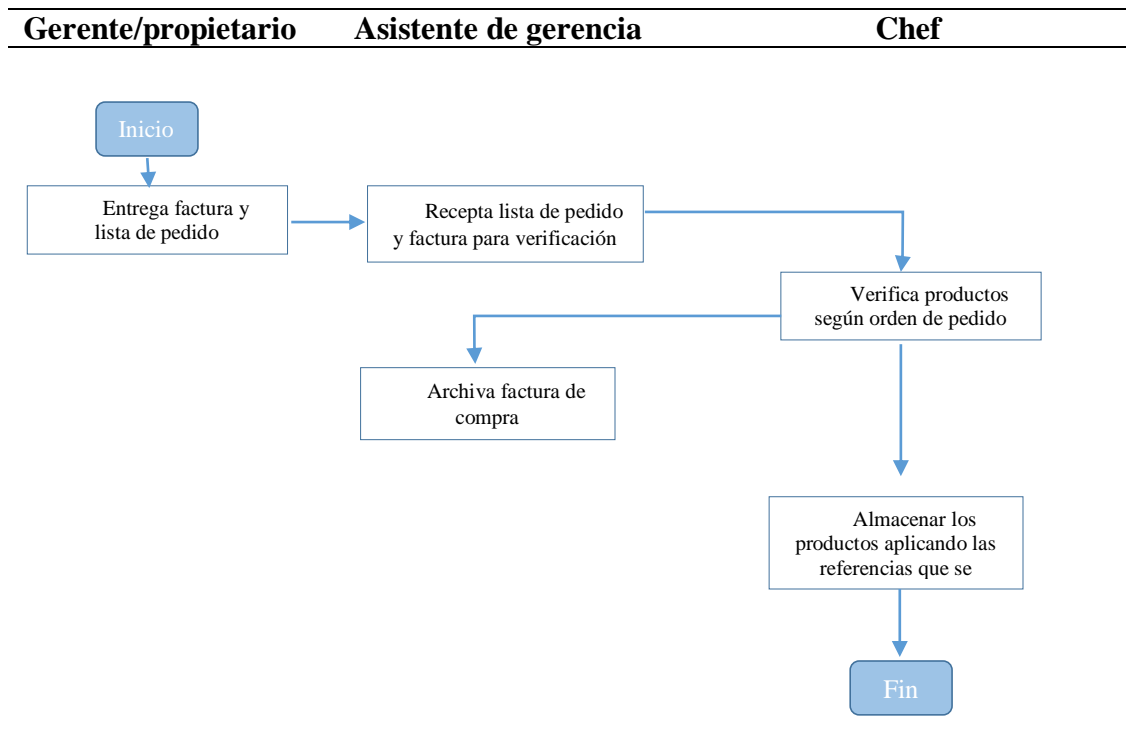 Gerente/propietario Asistente de gerencia Chef
Inicio
Entrega factura y
lista de pedido
Recepta lista de pedido
y factura para verificación
Verifica productos
según orden de pedido
Archiva factura de
compra
Almacenar los
productos aplicando las
referencias que se
Fin